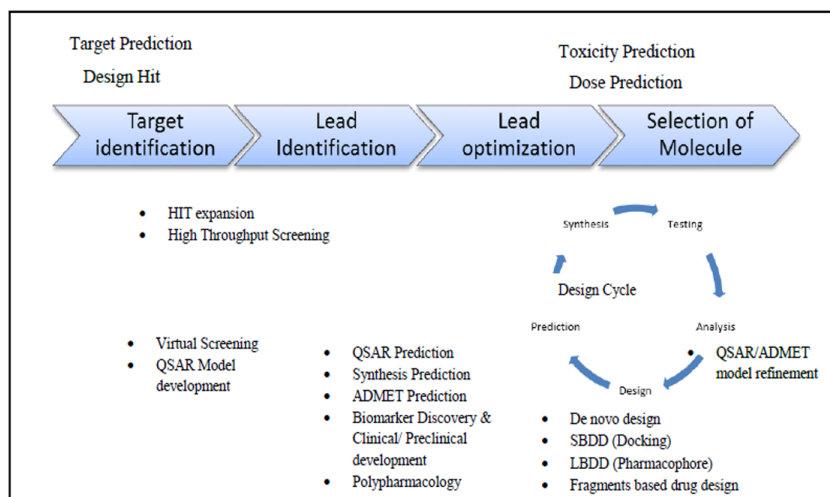 Target Prediction
Design Hit
Toxicity Prediction
Dose Prediction
Target
identification
Lead
Identification
Lead
optimization
Selection of
Molecule
• HIT expansion
• High Throughput Screening
Synthesis
Testing
Design Cycle
Prediction
Analysis
Design
• Virtual Screening
• QSAR Model
development
• QSAR Prediction
• Synthesis Prediction
• ADMET Prediction
• Biomarker Discovery &
Clinical/ Preclinical
development
• Polypharmacology
• QSAR/ADMET
model refinement
• De novo design
• SBDD (Docking)
• LBDD (Pharmacophore)
• Fragments based drug design